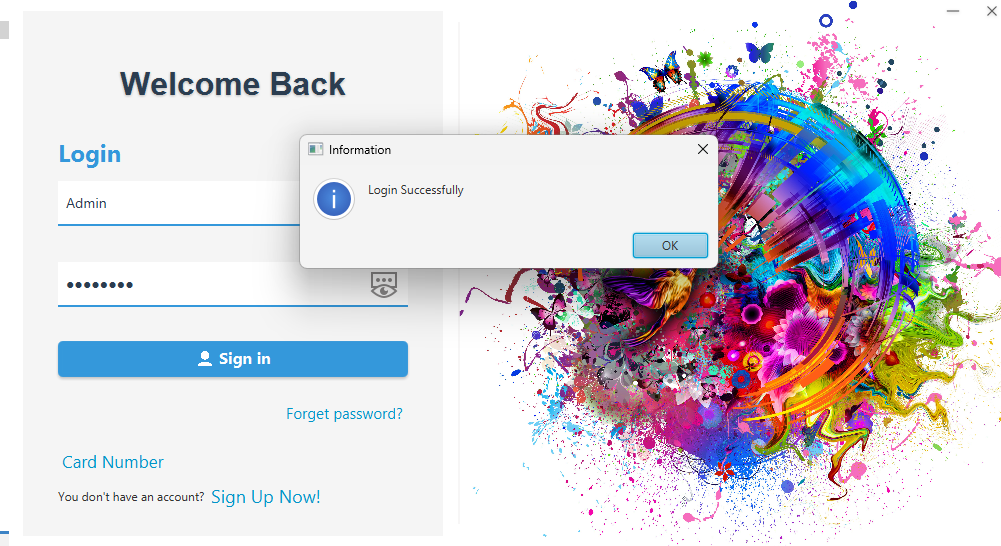 Welcome Back
Information
Login
Login Successfully
Admin
OK
••••••••
Sign in
Forget password?
Card Number
You don't have an account? Sign Up Now!